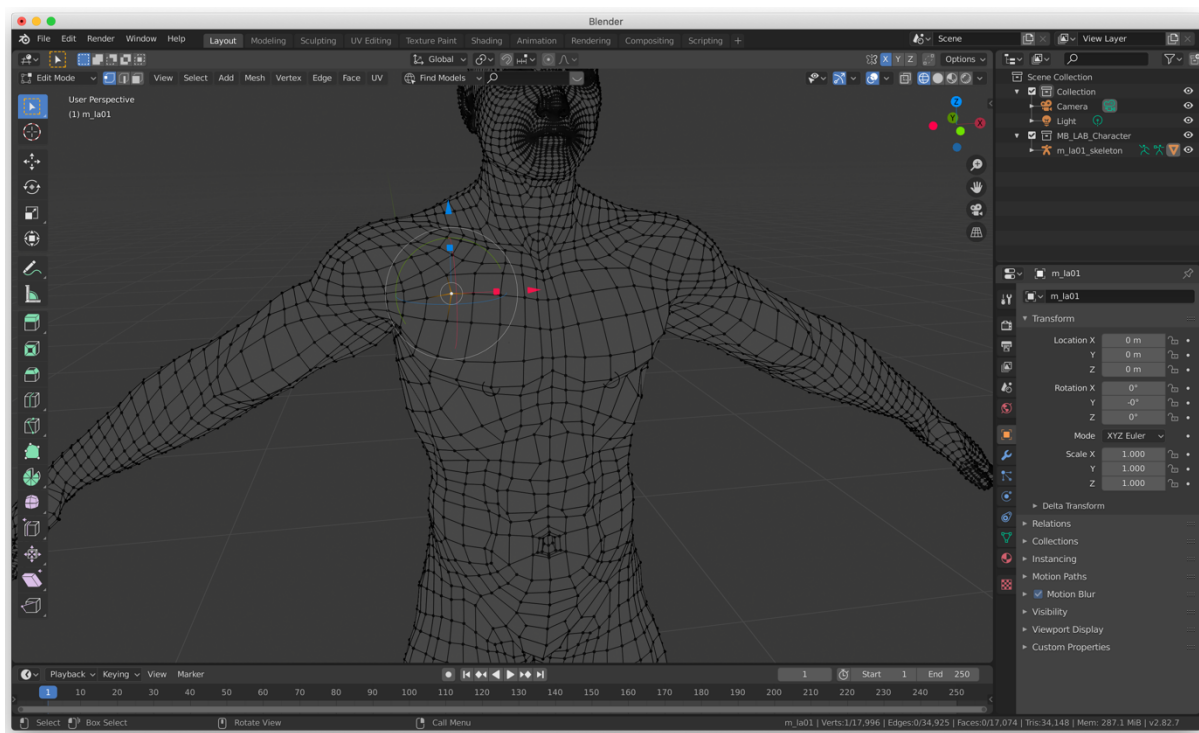 Blender
File Edit Render Window Help Layout Modeling Sculpting UV Editing Texture Paint Shading Animation Rendering Compositing Scripting + Scene View Layer
Global X Y Z Options
Edit Mode View Select Add Mesh Vertex Edge Face UV Find Models
User Perspective
(1) m_la01
Z
Y
X
Scene Collection
Collection
Camera
Light
MB_LAB_Character
m_la01_skeleton
m_la01
m_la01
Transform
Location X 0 m
Y 0 m
Z 0 m
Rotation X 0°
Y -0°
Z 0°
Mode XYZ Euler
Scale X 1.000
Y 1.000
Z 1.000
Delta Transform
Relations
Collections
Instancing
Motion Paths
Motion Blur
Visibility
Viewport Display
Custom Properties
Playback Keying View Marker 1 Start 1 End 250
1 10 20 30 40 50 60 70 80 90 100 110 120 130 140 150 160 170 180 190 200 210 220 230 240 250
Select Box Select Rotate View Call Menu m_la01 | Verts:1/17,996 | Edges:0/34,925 | Faces:0/17,074 | Tris:34,148 | Mem: 287.1 MiB | v2.82.7